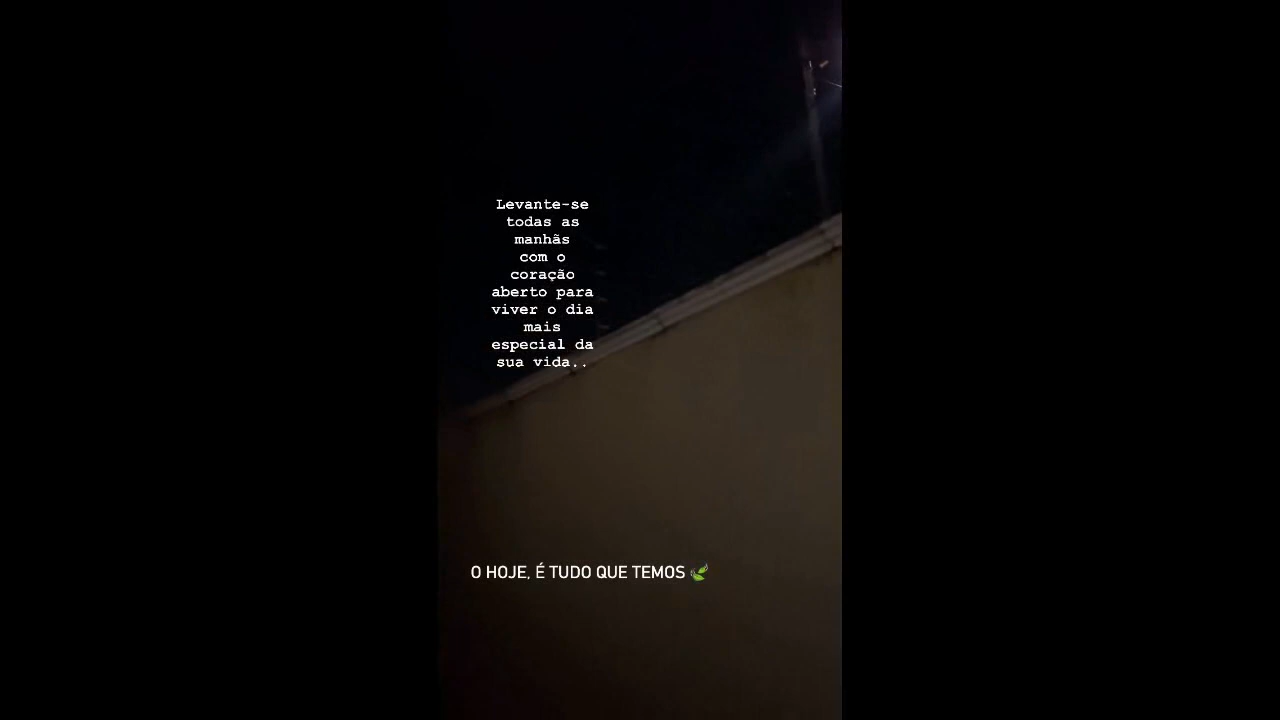 Levante-se
todas as
manhãs
com o
coração
aberto para
viver o dia
mais
especial da
sua vida..
O HOJE, É TUDO QUE TEMOS 🍃